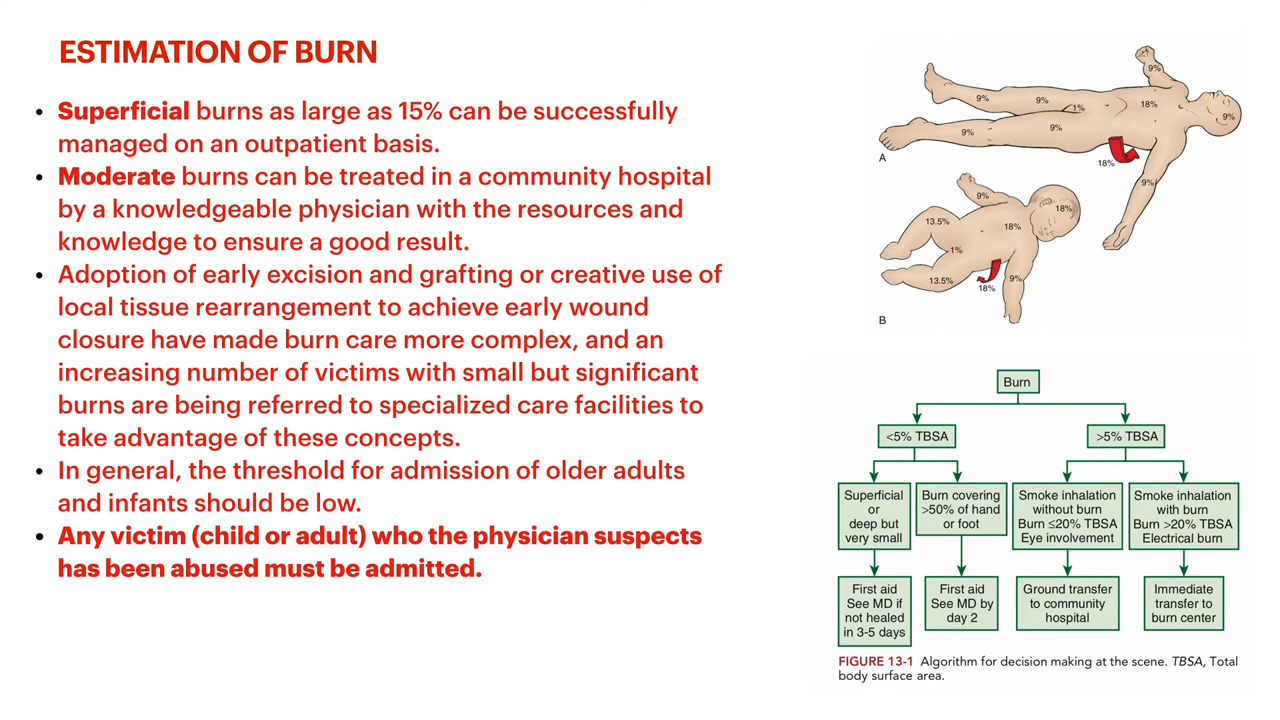 ESTIMATION OF BURN
• Superficial burns as large as 15% can be successfully
managed on an outpatient basis.
• Moderate burns can be treated in a community hospital
by a knowledgeable physician with the resources and
knowledge to ensure a good result.
• Adoption of early excision and grafting or creative use of
local tissue rearrangement to achieve early wound
closure have made burn care more complex, and an
increasing number of victims with small but significant
burns are being referred to specialized care facilities to
take advantage of these concepts.
• In general, the threshold for admission of older adults
and infants should be low.
• Any victim (child or adult) who the physician suspects
has been abused must be admitted.
9%
9%
9%
1%
18%
9%
9%
9%
A
18%
9%
9%
18%
13.5%
18%
1%
13.5%
18%
9%
B
Burn
<5% TBSA
>5% TBSA
Superficial
or
deep but
very small
Burn covering
>50% of hand
or foot
Smoke inhalation
without burn
Burn ≤20% TBSA
Eye involvement
Smoke inhalation
with burn
Burn >20% TBSA
Electrical burn
First aid
See MD if
not healed
in 3-5 days
First aid
See MD by
day 2
Ground transfer
to community
hospital
Immediate
transfer to
burn center
FIGURE 13-1 Algorithm for decision making at the scene. TBSA, Total
body surface area.